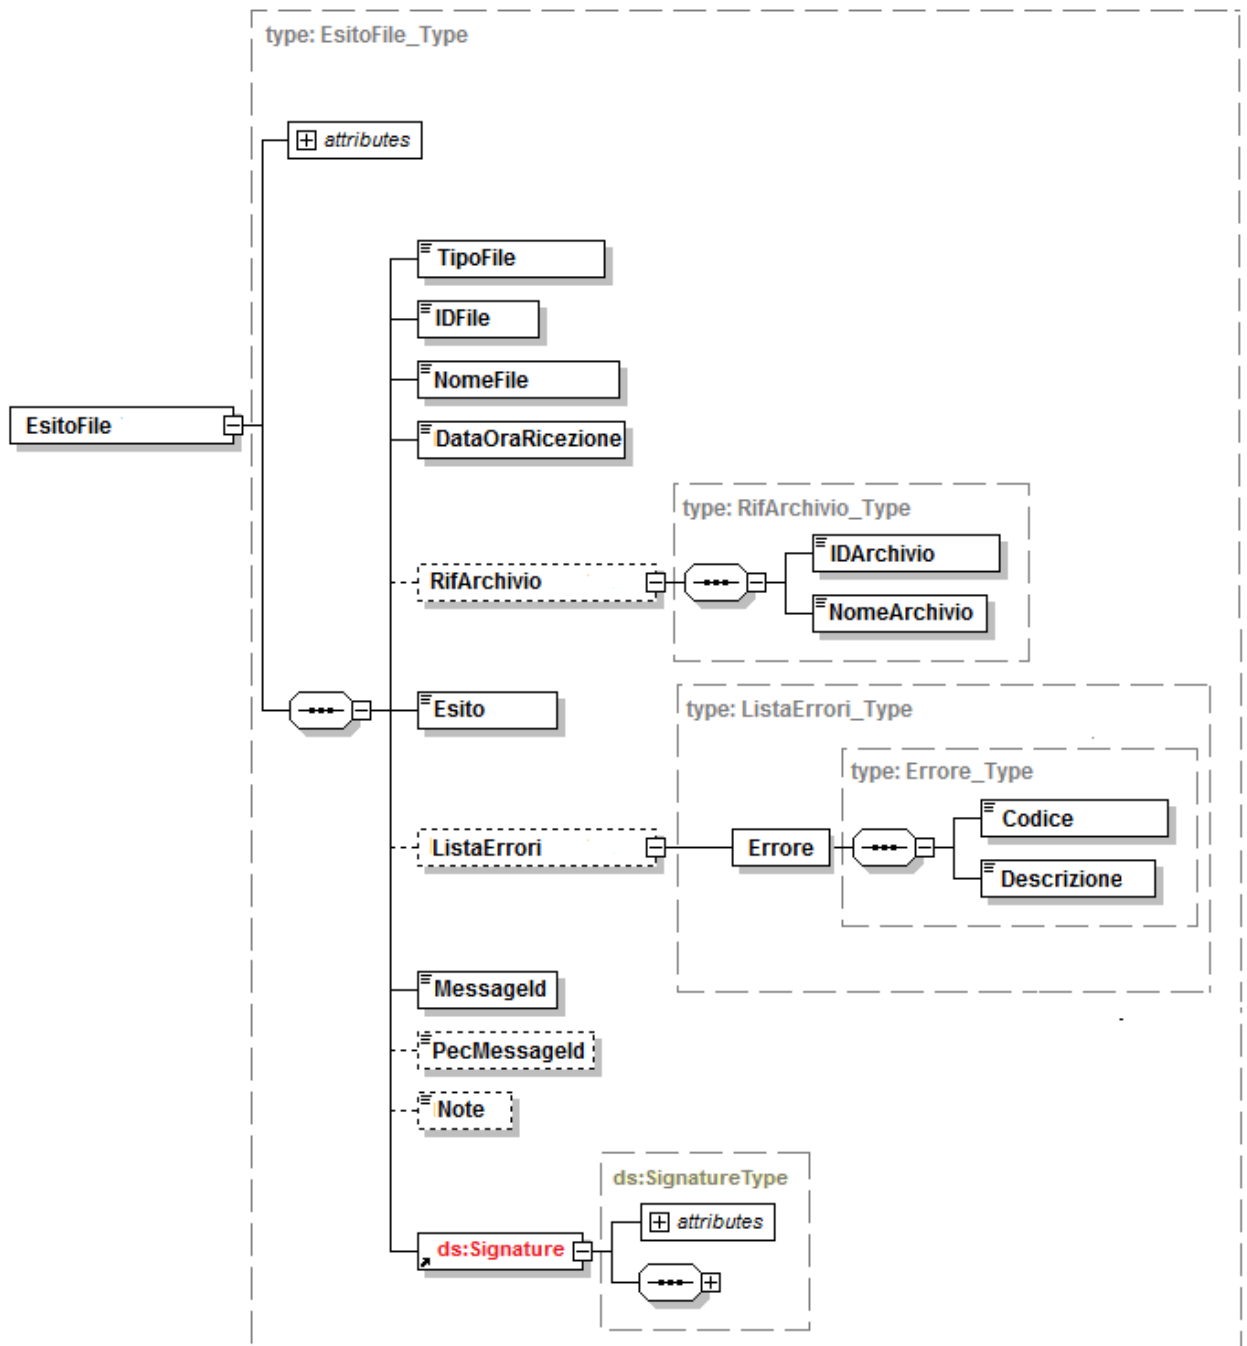 type: EsitoFile_Type
attributes
TipoFile
IDFile
NomeFile
EsitoFile
DataOraRicezione
type: RifArchivio_Type
IDArchivio
RifArchivio
NomeArchivio
Esito
type: ListaErrori_Type
type: Errore_Type
Codice
ListaErrori
Errore
Descrizione
MessageId
PecMessageId
Note
ds:SignatureType
attributes
ds:Signature